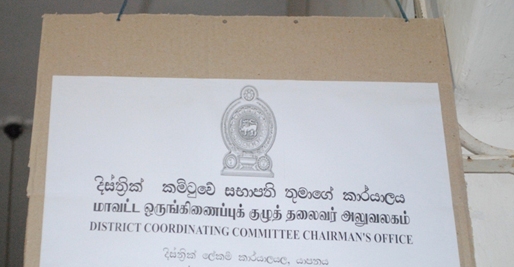 දිස්ත්‍රික් කමිටුවේ සභාපති තුමාගේ කාර්යාලය
மாவட்ட ஒருங்கிணைப்புக் குழுத் தலைவர் அலுவலகம்
DISTRICT COORDINATING COMMITTEE CHAIRMAN'S OFFICE
දිස්ත්‍රික් ලේකම් කාර්යාලය, යාපනය